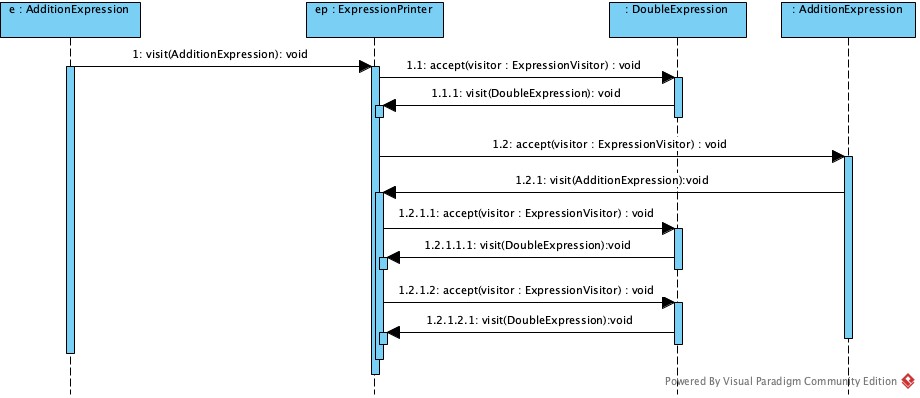 e : AdditionExpression
ep : ExpressionPrinter
: DoubleExpression
: AdditionExpression
1: visit(AdditionExpression): void
1.1: accept(visitor : ExpressionVisitor) : void
1.1.1: visit(DoubleExpression): void
1.2: accept(visitor : ExpressionVisitor) : void
1.2.1: visit(AdditionExpression):void
1.2.1.1: accept(visitor : ExpressionVisitor) : void
1.2.1.1.1: visit(DoubleExpression):void
1.2.1.2: accept(visitor : ExpressionVisitor) : void
1.2.1.2.1: visit(DoubleExpression):void
Powered By Visual Paradigm Community Edition